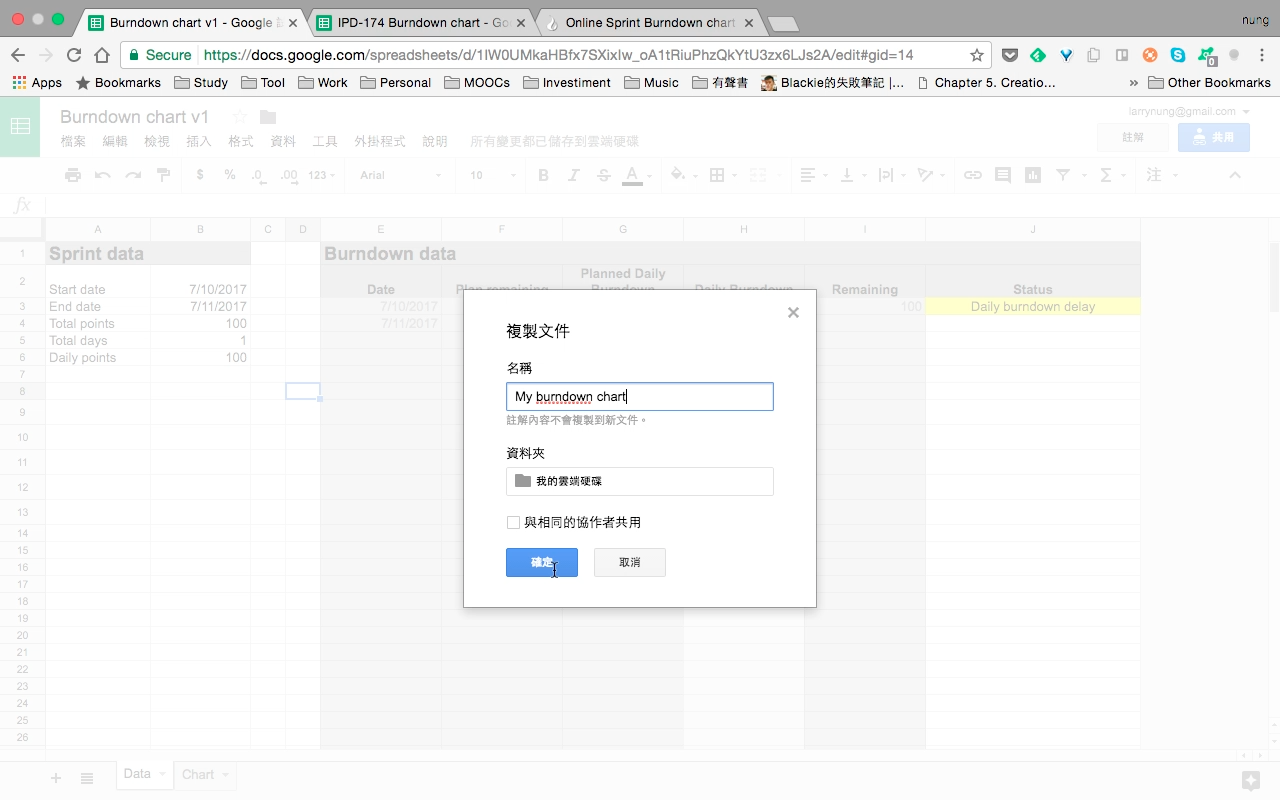 Burndown chart v1 - Google
IPD-174 Burndown chart - Go
Online Sprint Burndown chart
nung
Secure https://docs.google.com/spreadsheets/d/1IW0UMkaHBfx7SXixIw_oA1tRiuPhzQkYtU3zx6LJs2A/edit#gid=14
0
Apps Bookmarks Study Tool Work Personal MOOCs Investiment Music 有聲書 Blackie的失敗筆記 |... Chapter 5. Creatio... » Other Bookmarks
Burndown chart v1
larrynung@gmail.com
檔案 編輯 檢視 插入 格式 資料 工具 外掛程式 說明 所有變更都已儲存到雲端硬碟
註解 共用
$ % .0 .00 123 Arial 10 B I S A Σ 注
fx
A B C D E F G H I J
1 Sprint data Burndown data
2 Start date 7/10/2017 Date Plan remaining Planned Daily Burndown Daily Burndown Remaining Status
3 End date 7/11/2017 7/10/2017 100 Daily burndown delay
4 Total points 100 7/11/2017
5 Total days 1
6 Daily points 100
7
8
9
10
11
12
13
14
15
16
17
18
19
20
21
22
23
24
25
26
複製文件
名稱
My burndown chart
註解內容不會複製到新文件。
資料夾
我的雲端硬碟
與相同的協作者共用
確定 取消
Data Chart